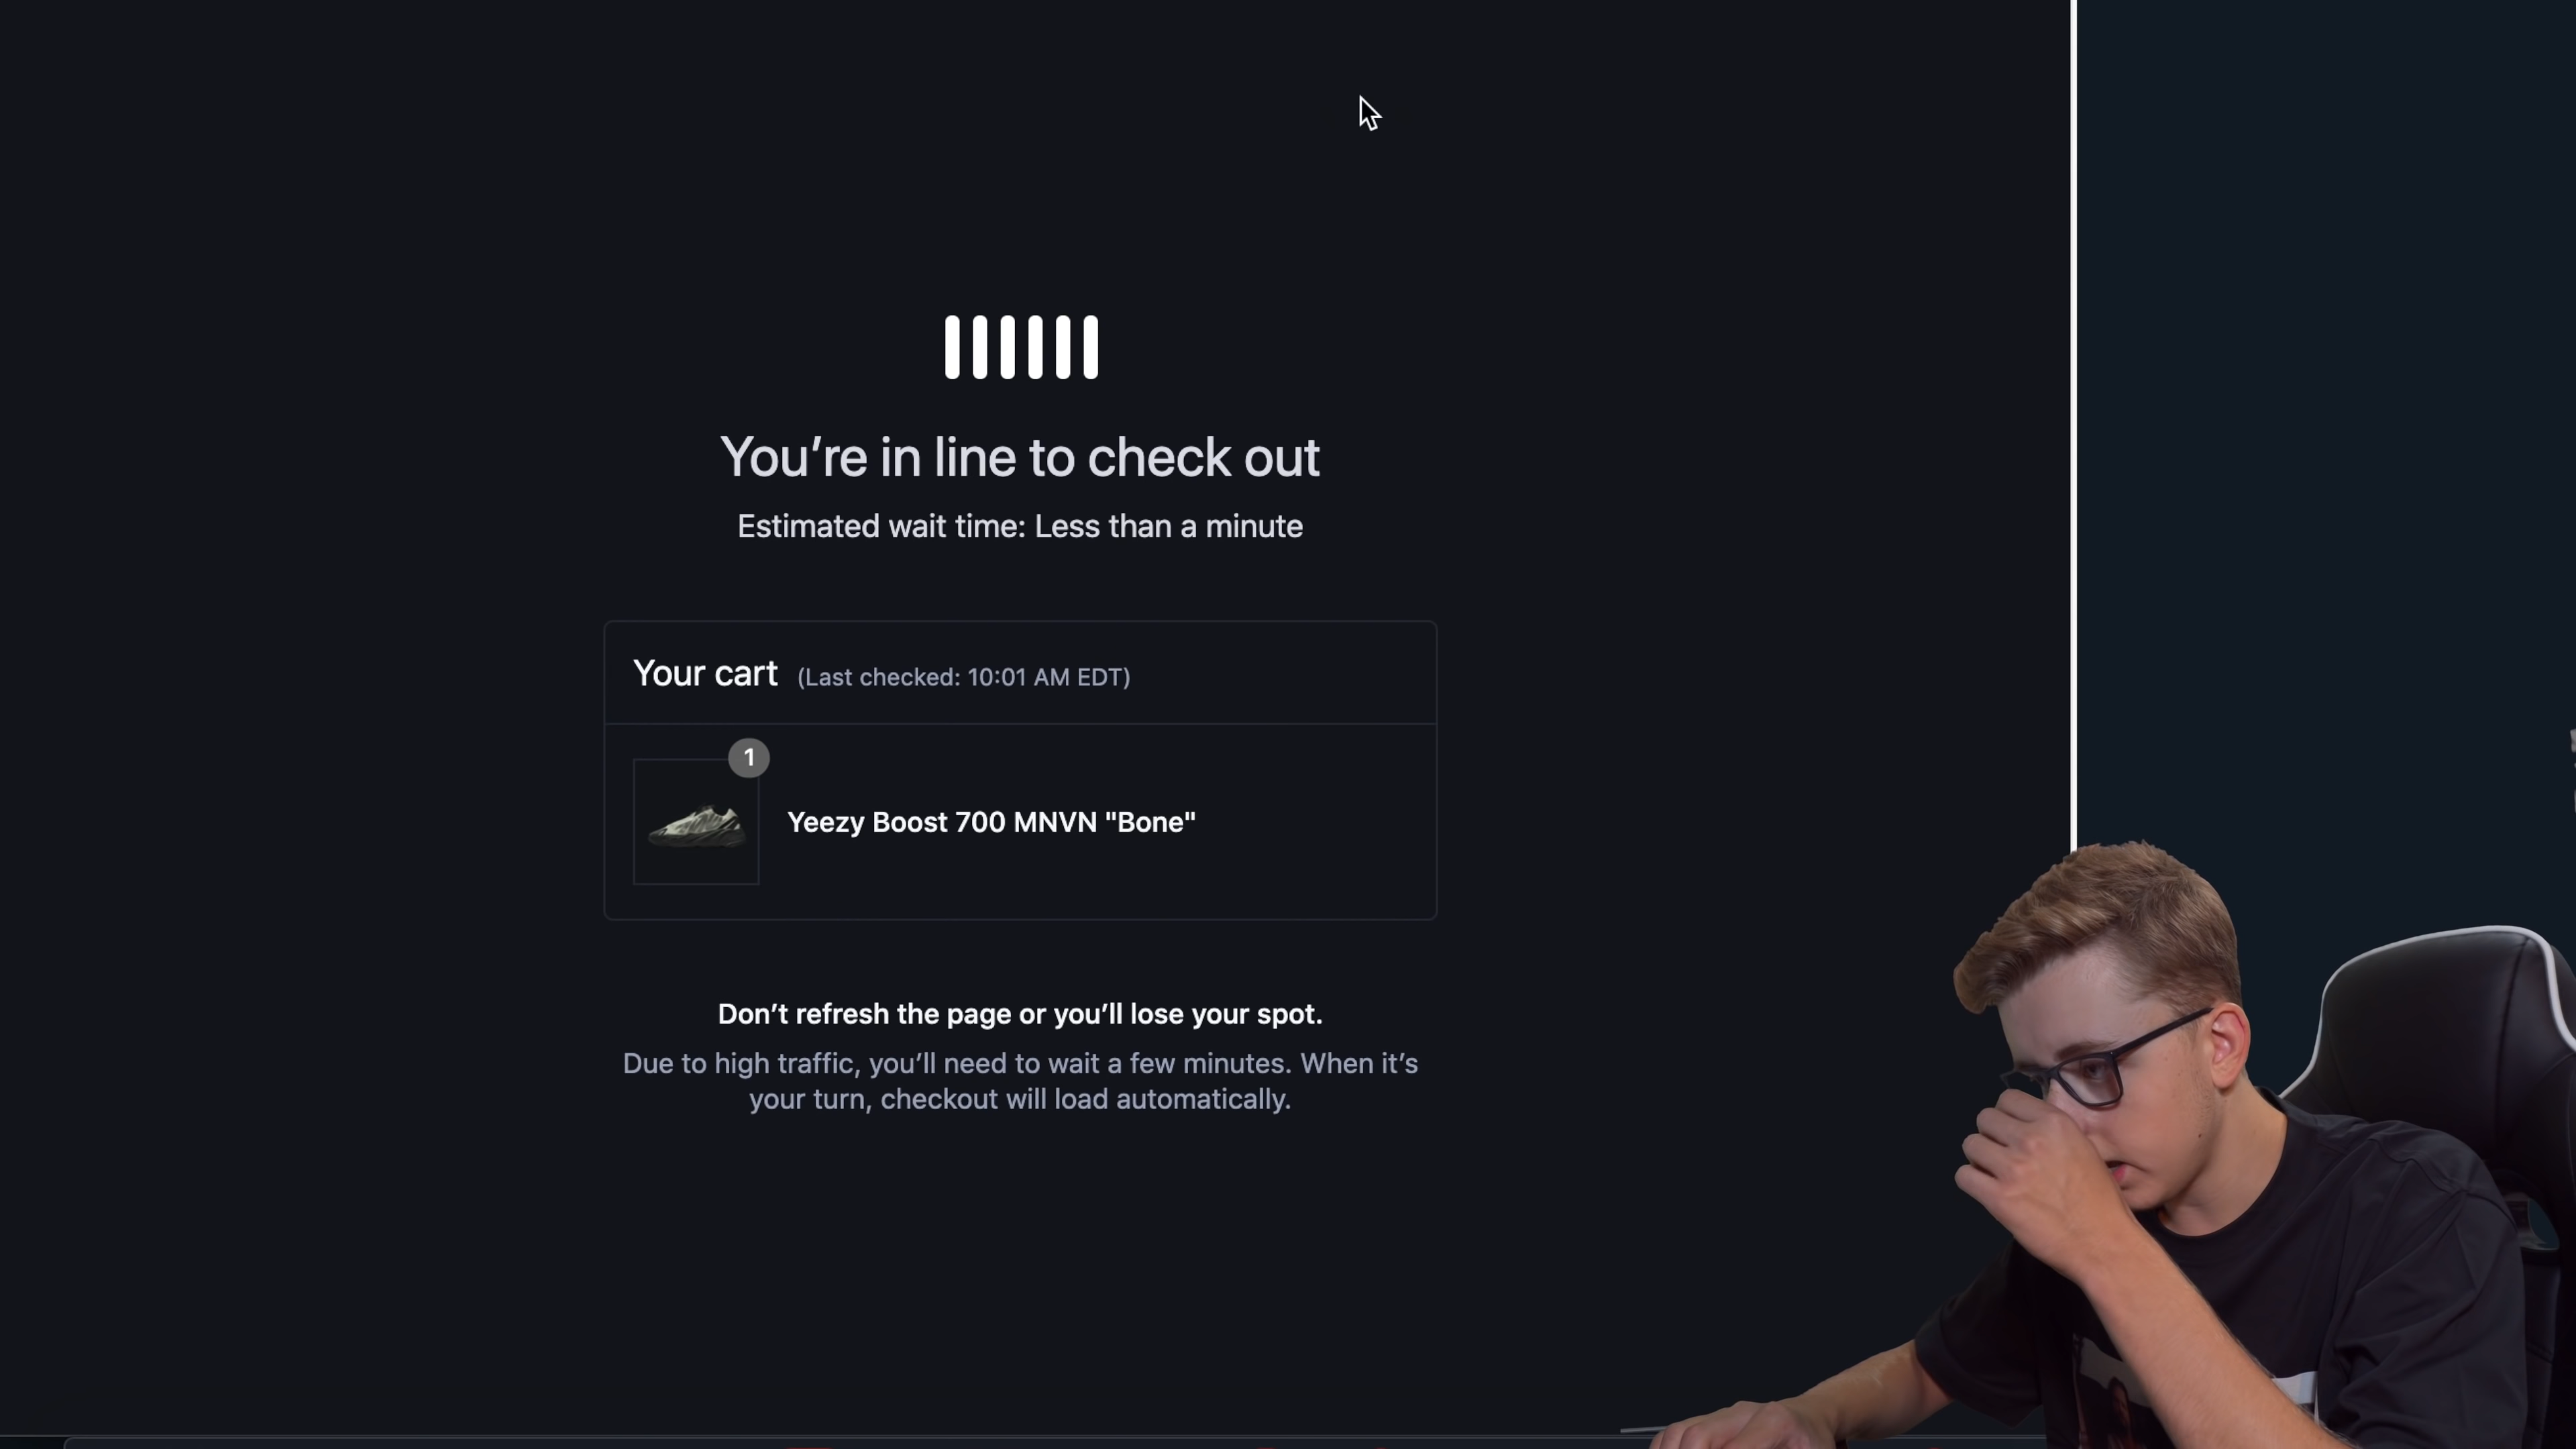 You’re in line to check out
Estimated wait time: Less than a minute
Your cart (Last checked: 10:01 AM EDT)
1
Yeezy Boost 700 MNVN "Bone"
Don’t refresh the page or you’ll lose your spot.
Due to high traffic, you’ll need to wait a few minutes. When it’s
your turn, checkout will load automatically.